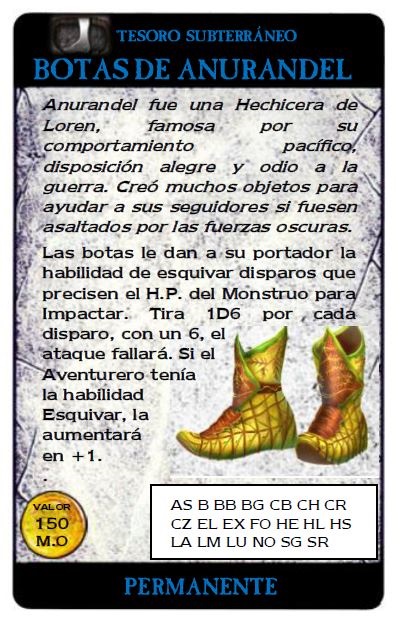 TESORO SUBTERRÁNEO
BOTAS DE ANURANDEL
Anurandel fue una Hechicera de
Loren, famosa por su
comportamiento pacífico,
disposición alegre y odio a la
guerra. Creó muchos objetos para
ayudar a sus seguidores si fuesen
asaltados por las fuerzas oscuras.
Las botas le dan a su portador la
habilidad de esquivar disparos que
precisen el H.P. del Monstruo para
Impactar. Tira 1D6 por cada
disparo, con un 6, el
ataque fallará. Si el
Aventurero tenía
la habilidad
Esquivar, la
aumentará
en +1.
.
VALOR
150
M.O
AS B BB BG CB CH CR
CZ EL EX FO HE HL HS
LA LM LU NO SG SR
PERMANENTE